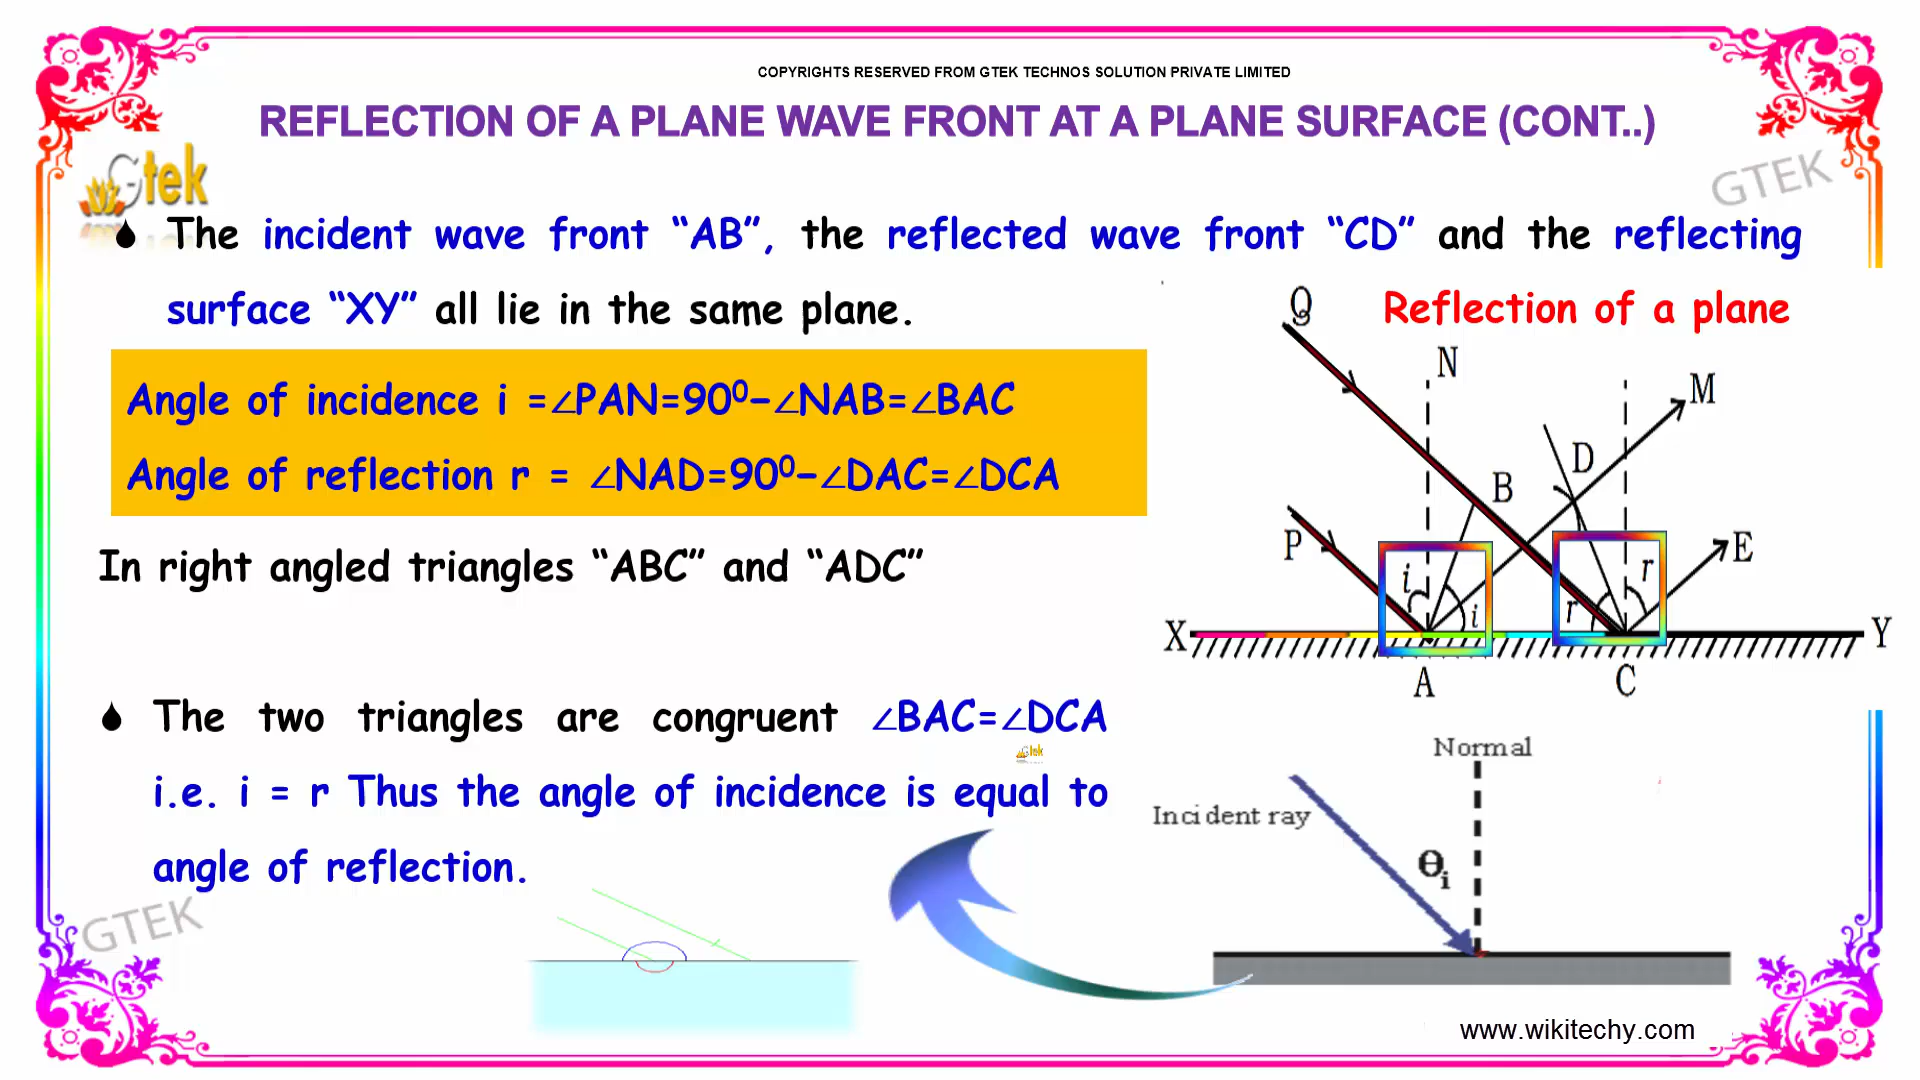 COPYRIGHTS RESERVED FROM GTEK TECHNOS SOLUTION PRIVATE LIMITED
REFLECTION OF A PLANE WAVE FRONT AT A PLANE SURFACE (CONT..)
Gtek
GTEK
The incident wave front “AB”, the reflected wave front “CD” and the reflecting
surface “XY” all lie in the same plane.
Reflection of a plane
Angle of incidence i =∠PAN=90⁰−∠NAB=∠BAC
Angle of reflection r = ∠NAD=90⁰−∠DAC=∠DCA
In right angled triangles “ABC” and “ADC”
Q
N
M
D
B
P
E
i
r
i
r
X
Y
A
C
The two triangles are congruent ∠BAC=∠DCA
Gtek
i.e. i = r Thus the angle of incidence is equal to
angle of reflection.
Normal
Incident ray
Θi
GTEK
www.wikitechy.com